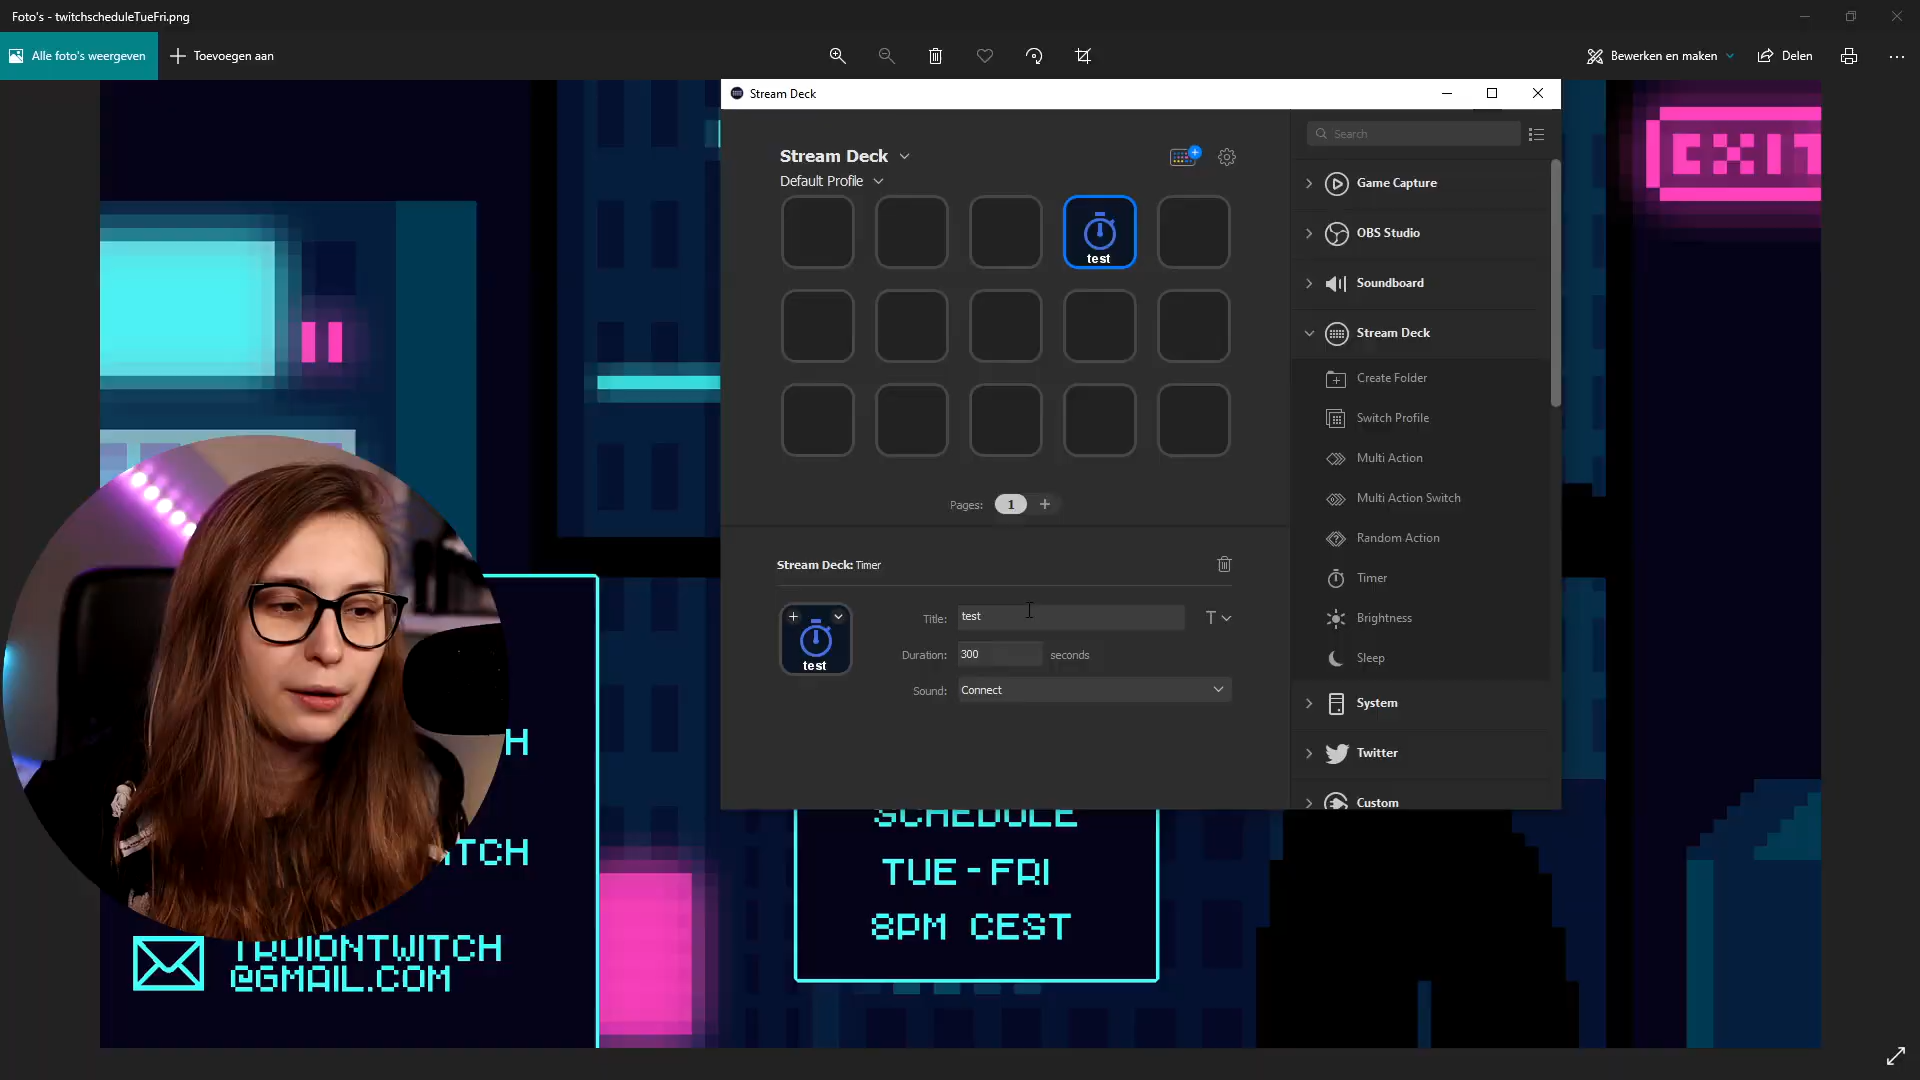 Foto's - twitchscheduleTueFri.png
Alle foto's weergeven
Toevoegen aan
Bewerken en maken
Delen
Stream Deck
Stream Deck
Default Profile
test
Pages: 1
Stream Deck: Timer
test
Title: test
T
Duration: 300 seconds
Sound: Connect
Search
Game Capture
OBS Studio
Soundboard
Stream Deck
Create Folder
Switch Profile
Multi Action
Multi Action Switch
Random Action
Timer
Brightness
Sleep
System
Twitter
Custom
EXIT
SCHEDULE
TUE-FRI
8PM CEST
TRUIONTWITCH
@GMAIL.COM